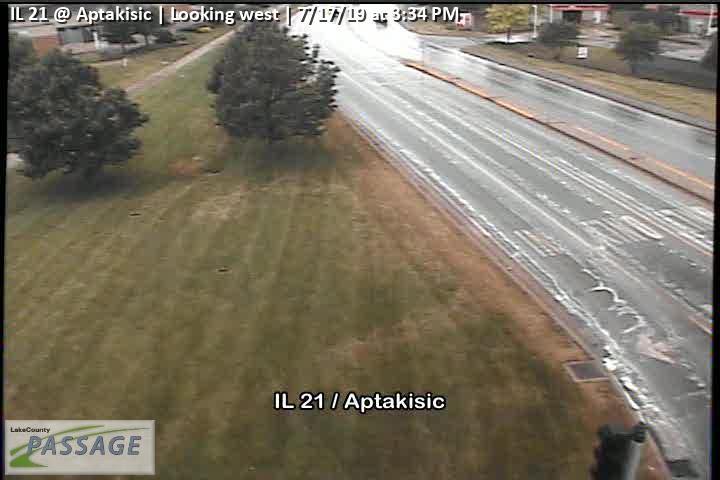 IL 21 @ Aptakisic | Looking west | 7/17/19 at 3:34 PM
IL 21 / Aptakisic
LakeCounty
PASSAGE